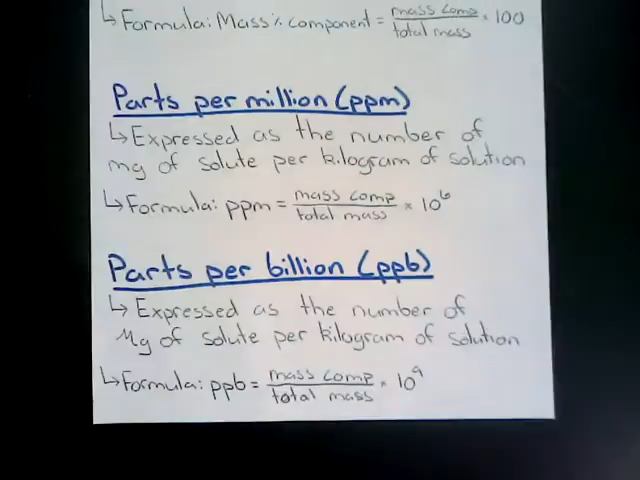 ↳ Formula: Mass % component = mass comp / total mass × 100
Parts per million (ppm)
↳ Expressed as the number of
mg of solute per kilogram of solution
↳ Formula: ppm = mass comp / total mass × 10⁶
Parts per billion (ppb)
↳ Expressed as the number of
μg of solute per kilogram of solution
↳ Formula: ppb = mass comp / total mass × 10⁹